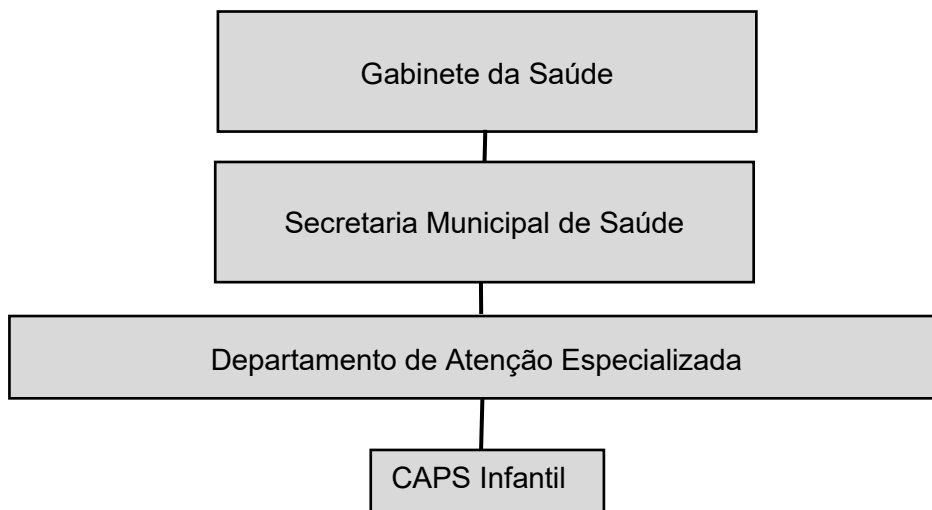 Gabinete da Saúde
Secretaria Municipal de Saúde
Departamento de Atenção Especializada
CAPS Infantil